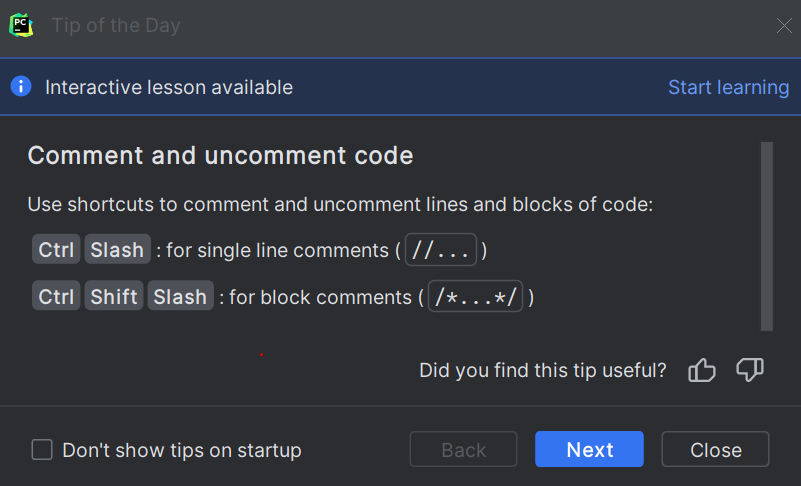 PC
Tip of the Day
Interactive lesson available Start learning
Comment and uncomment code
Use shortcuts to comment and uncomment lines and blocks of code:
Ctrl Slash : for single line comments ( //... )
Ctrl Shift Slash : for block comments ( /*...*/ )
Did you find this tip useful?
Don't show tips on startup Back Next Close